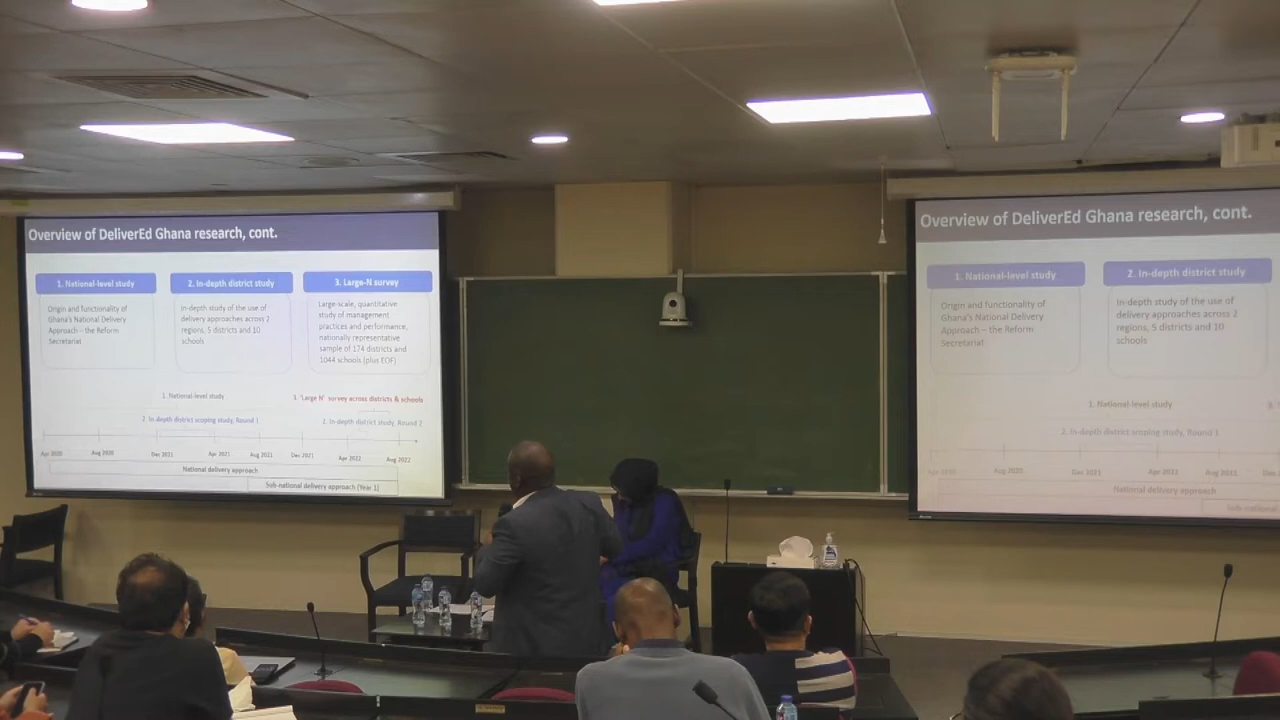 Overview of DeliverEd Ghana research, cont.
1. National-level study
Origin and functionality of
Ghana's National Delivery
Approach – the Reform
Secretariat
2. In-depth district study
In-depth study of the use of
delivery approaches across 2
regions, 5 districts and 10
schools
3. Large-N survey
Large-scale, quantitative
study of management
practices and performance,
nationally representative
sample of 174 districts and
1044 schools [plus EOF]
1. National-level study
3. 'Large N' survey across districts & schools
2. In depth district scoping study, Round 1
2. In-depth district study, Round 2
Apr 2020
Aug 2020
Dec 2021
Apr 2021
Aug 2021
Dec 2021
Apr 2022
Aug 2022
National delivery approach
Sub-national delivery approach (Year 1)
Overview of DeliverEd Ghana research, cont.
1. National-level study
Origin and functionality of
Ghana's National Delivery
Approach – the Reform
Secretariat
2. In-depth district study
In-depth study of the use of
delivery approaches across 2
regions, 5 districts and 10
schools
1. National-level study
2. In-depth district scoping study, Round 1
Aug 2020
Dec 2021
Apr 2021
Aug 2021
National delivery approach
Sub-national